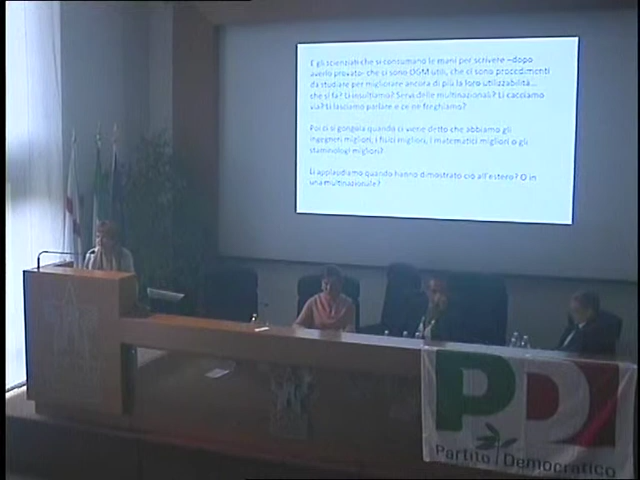 E gli scienziati che si consumano le mani per scrivere –dopo
averlo provato- che si sono OGM utili, che ci sono procedimenti
da studiare per migliorare ancora di più la loro utilizzabilità...
che si fa? Li insultiamo? Servi delle multinazionali? Li cacciamo
via? Li lasciamo parlare e ce ne freghiamo?
Poi ci si gongola quando ci viene detto che abbiamo gli
ingegneri migliori, i fisici migliori, i matematici migliori o gli
staminologi migliori?
Li applaudiamo quando hanno dimostrato ciò all'estero? O in
una multinazionale?
PD
Partito Democratico